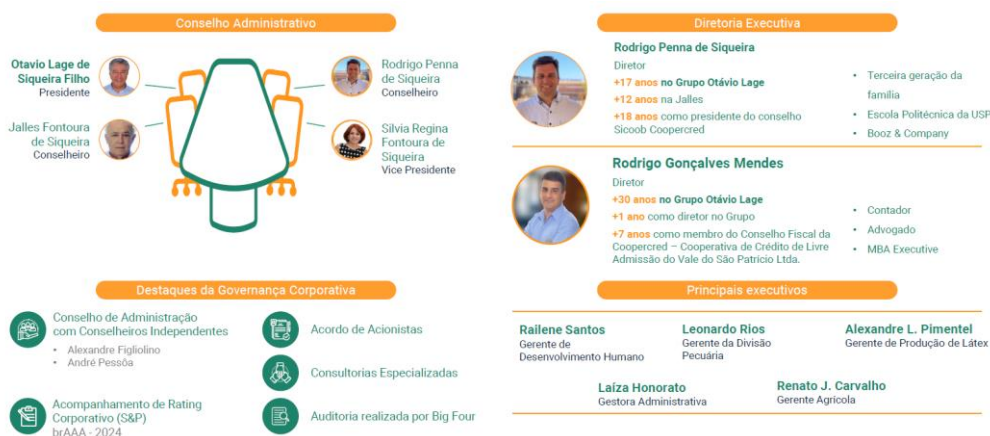 Conselho Administrativo
Otavio Lage de
Siqueira Filho
Presidente
Jalles Fontoura
de Siqueira
Conselheiro
Rodrigo Penna
de Siqueira
Conselheiro
Silvia Regina
Fontoura de
Siqueira
Vice Presidente
Diretoria Executiva
Rodrigo Penna de Siqueira
Diretor
+17 anos no Grupo Otávio Lage
+12 anos na Jalles
+18 anos como presidente do conselho
Sicoob Coopercred
• Terceira geração da
família
• Escola Politécnica da USP
• Booz & Company
Rodrigo Gonçalves Mendes
Diretor
+30 anos no Grupo Otávio Lage
+1 ano como diretor no Grupo
+7 anos como membro do Conselho Fiscal da
Coopercred – Cooperativa de Crédito de Livre
Admissão do Vale do São Patrício Ltda.
• Contador
• Advogado
• MBA Executive
Destaques da Governança Corporativa
Conselho de Administração
com Conselheiros Independentes
• Alexandre Figliolino
• André Pessôa
Acompanhamento de Rating
Corporativo (S&P)
brAAA - 2024
Acordo de Acionistas
Consultorias Especializadas
Auditoria realizada por Big Four
Principais executivos
Railene Santos
Gerente de
Desenvolvimento Humano
Leonardo Rios
Gerente da Divisão
Pecuária
Alexandre L. Pimentel
Gerente de Produção de Látex
Laíza Honorato
Gestora Administrativa
Renato J. Carvalho
Gerente Agrícola